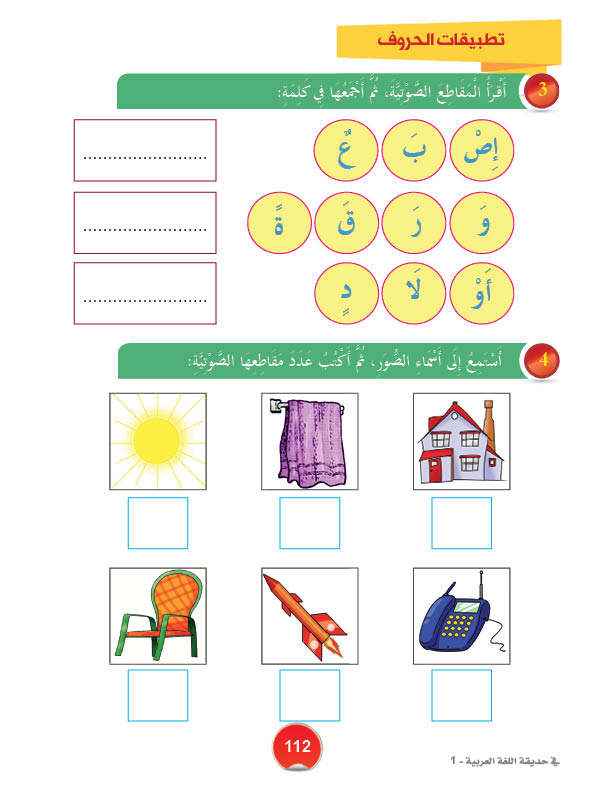 تطبيقات الحروف
3 أَقْرَأُ الْمَقَاطِعَ الصَّوْتِيَّةَ، ثُمَّ أَجْمَعُهَا فِي كَلِمَةٍ:
إِصْ بَ عٌ ........................
وَ رَ قَ ةً ........................
أَوْ لَا دٍ ........................
4 أَسْتَمِعُ إِلَى أَسْمَاءِ الصُّوَرِ، ثُمَّ أَكْتُبُ عَدَدَ مَقَاطِعِهَا الصَّوْتِيَّةِ:
112
في حديقة اللغة العربية - 1